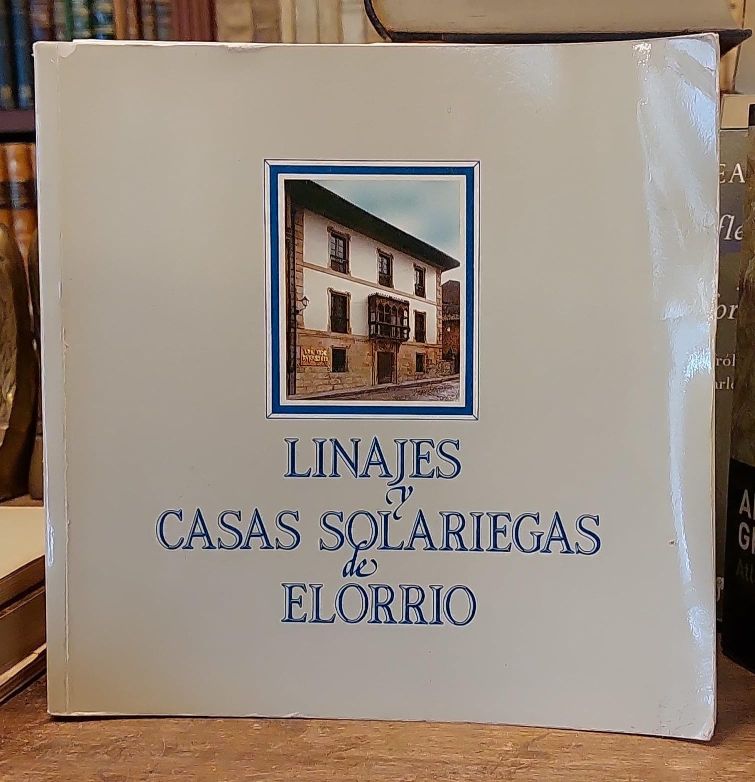 LINAJES
y
CASAS SOLARIEGAS
de
ELORRIO